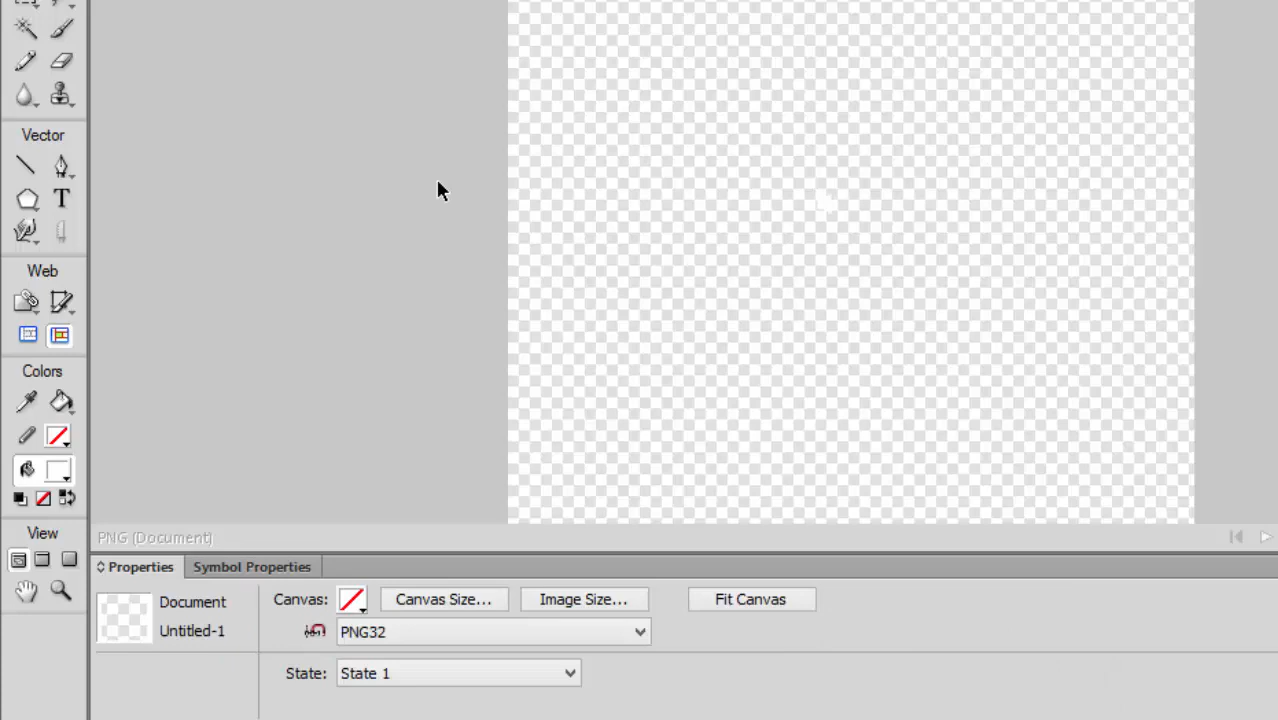 Vector
T
Web
Colors
View
PNG (Document)
Properties Symbol Properties
Document Canvas: Canvas Size... Image Size... Fit Canvas
Untitled-1 PNG32
State: State 1